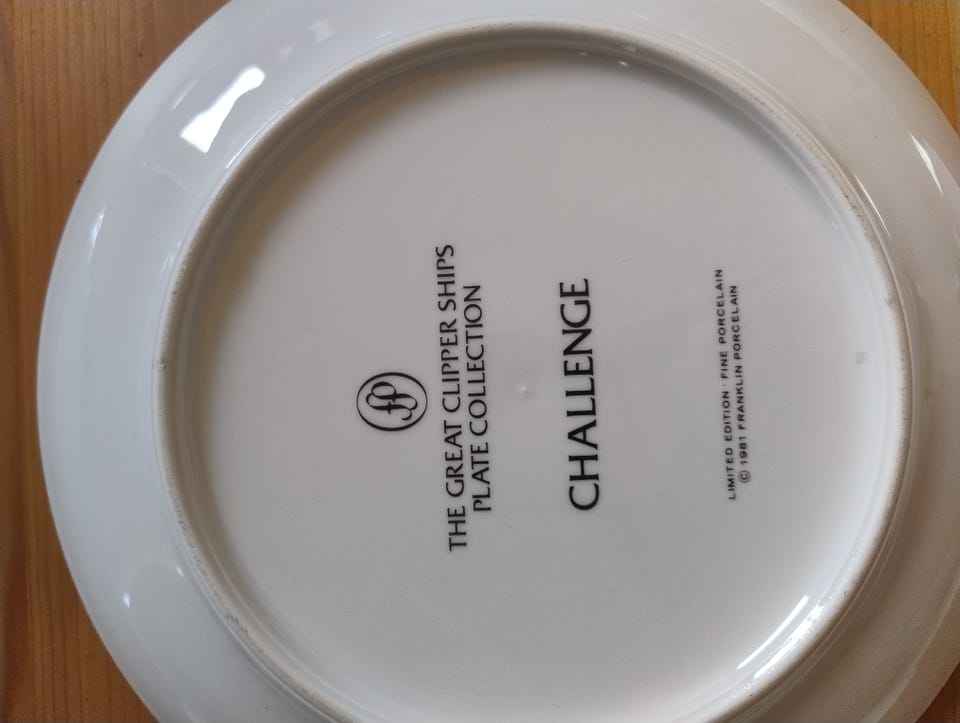 fp
THE GREAT CLIPPER SHIPS
PLATE COLLECTION
CHALLENGE
LIMITED EDITION · FINE PORCELAIN
© 1981 FRANKLIN PORCELAIN